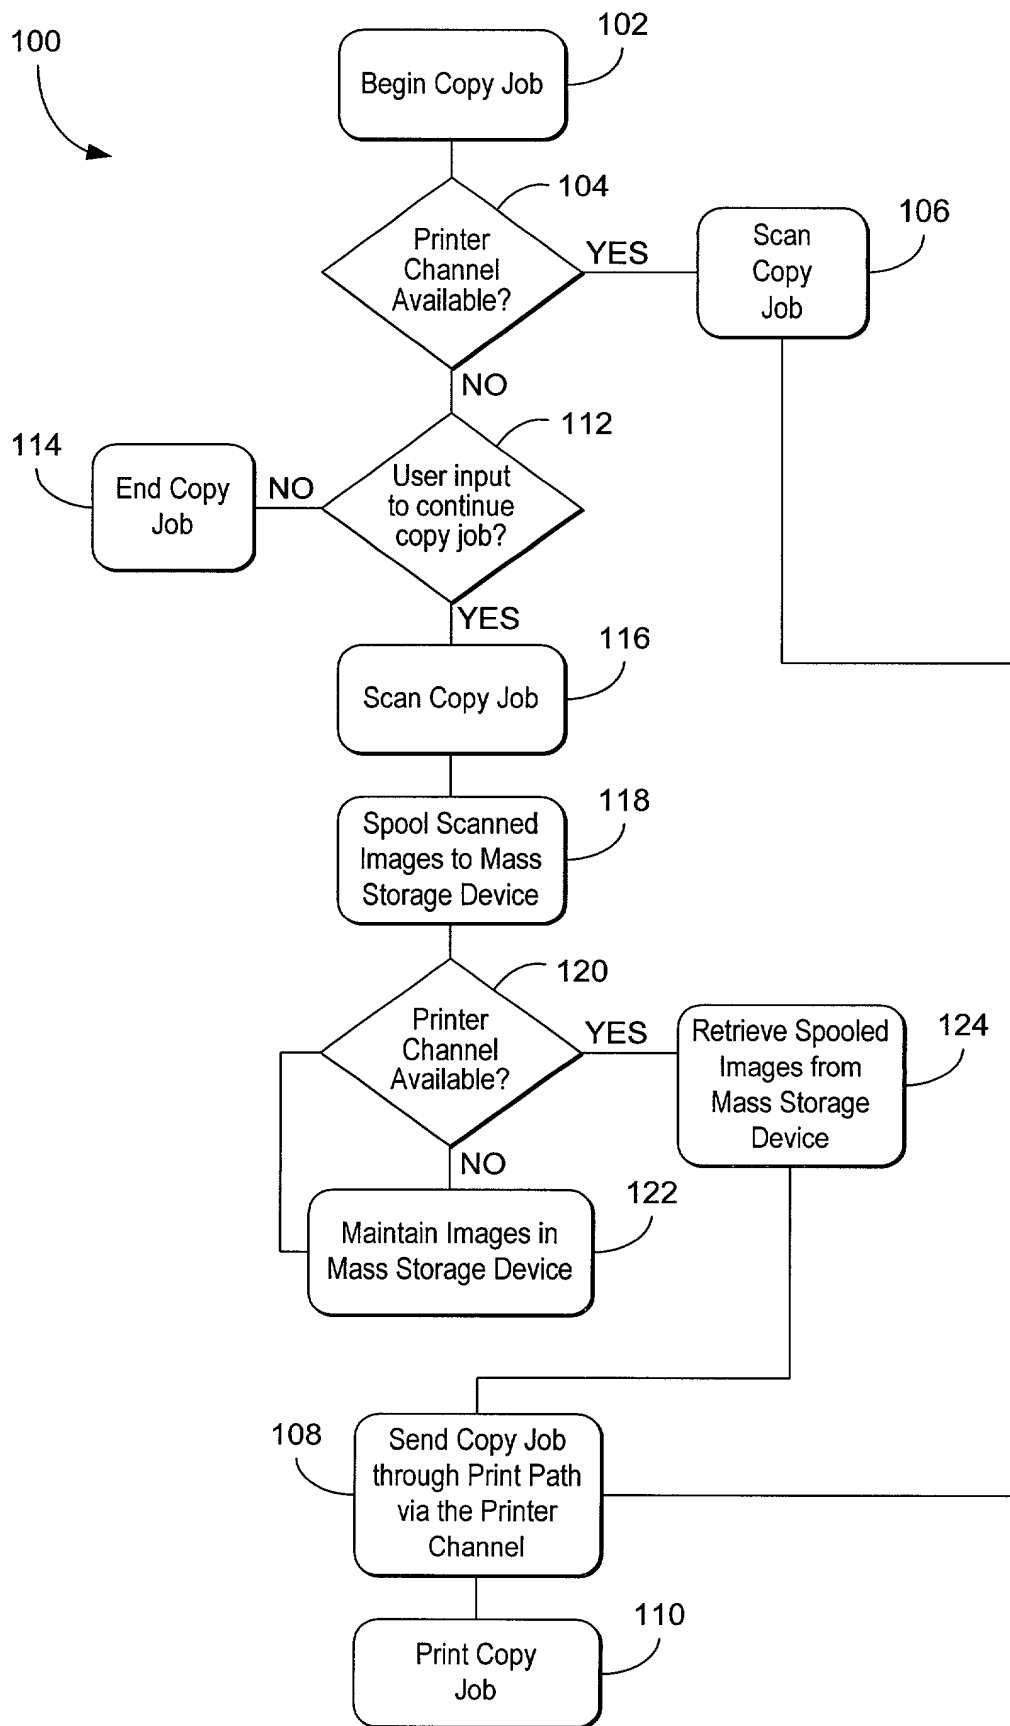 100
102
Begin Copy Job
104
Printer
Channel
Available?
YES
106
Scan
Copy
Job
NO
112
User input
to continue
copy job?
114
End Copy
Job
NO
YES
116
Scan Copy Job
118
Spool Scanned
Images to Mass
Storage Device
120
Printer
Channel
Available?
YES
124
Retrieve Spooled
Images from
Mass Storage
Device
NO
122
Maintain Images in
Mass Storage Device
108
Send Copy Job
through Print Path
via the Printer
Channel
110
Print Copy
Job